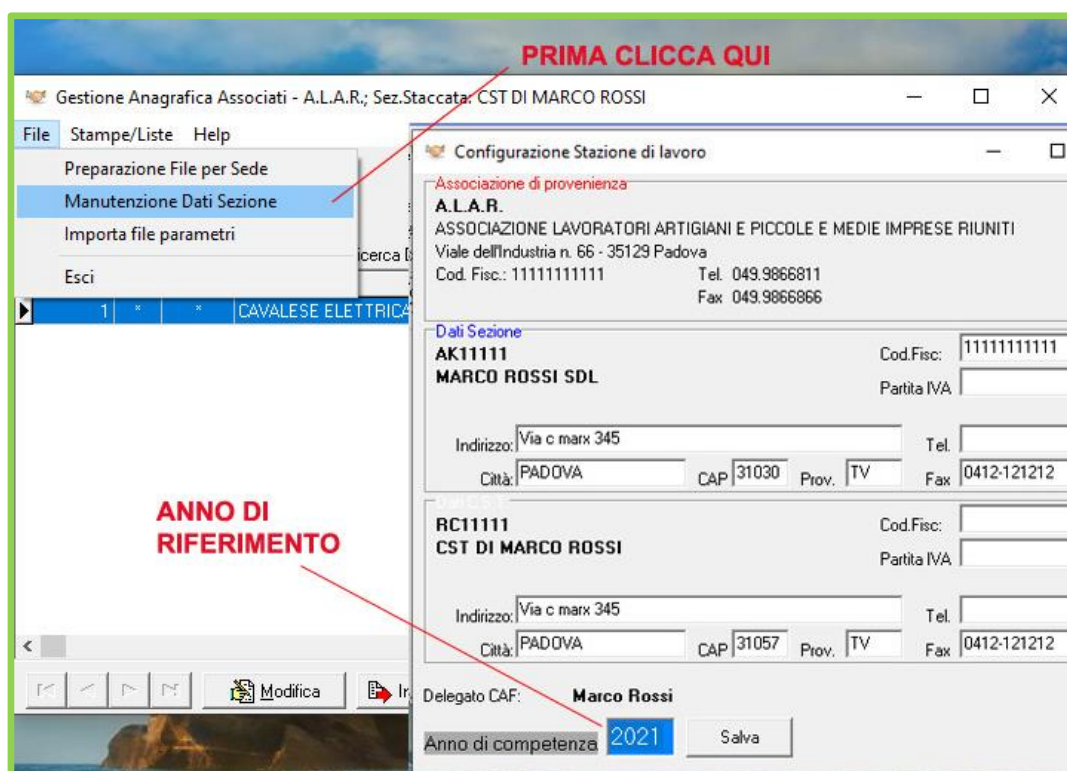 PRIMA CLICCA QUI
Gestione Anagrafica Associati - A.L.A.R.; Sez.Staccata: CST DI MARCO ROSSI
File Stampe/Liste Help
Preparazione File per Sede
Manutenzione Dati Sezione
Importa file parametri
Esci
icerca
1 * * CAVALESE ELETTRICA
ANNO DI
RIFERIMENTO
Modifica
Configurazione Stazione di lavoro
Associazione di provenienza
A.L.A.R.
ASSOCIAZIONE LAVORATORI ARTIGIANI E PICCOLE E MEDIE IMPRESE RIUNITI
Viale dell'Industria n. 66 - 35129 Padova
Cod. Fisc.: 11111111111 Tel. 049.9866811
Fax 049.9866866
Dati Sezione
AK11111 Cod.Fisc: 11111111111
MARCO ROSSI SDL Partita IVA
Indirizzo: Via c marx 345 Tel.
Città: PADOVA CAP 31030 Prov. TV Fax 0412-121212
RC11111 Cod.Fisc:
CST DI MARCO ROSSI Partita IVA
Indirizzo: Via c marx 345 Tel.
Città: PADOVA CAP 31057 Prov. TV Fax 0412-121212
Delegato CAF: Marco Rossi
Anno di competenza 2021 Salva